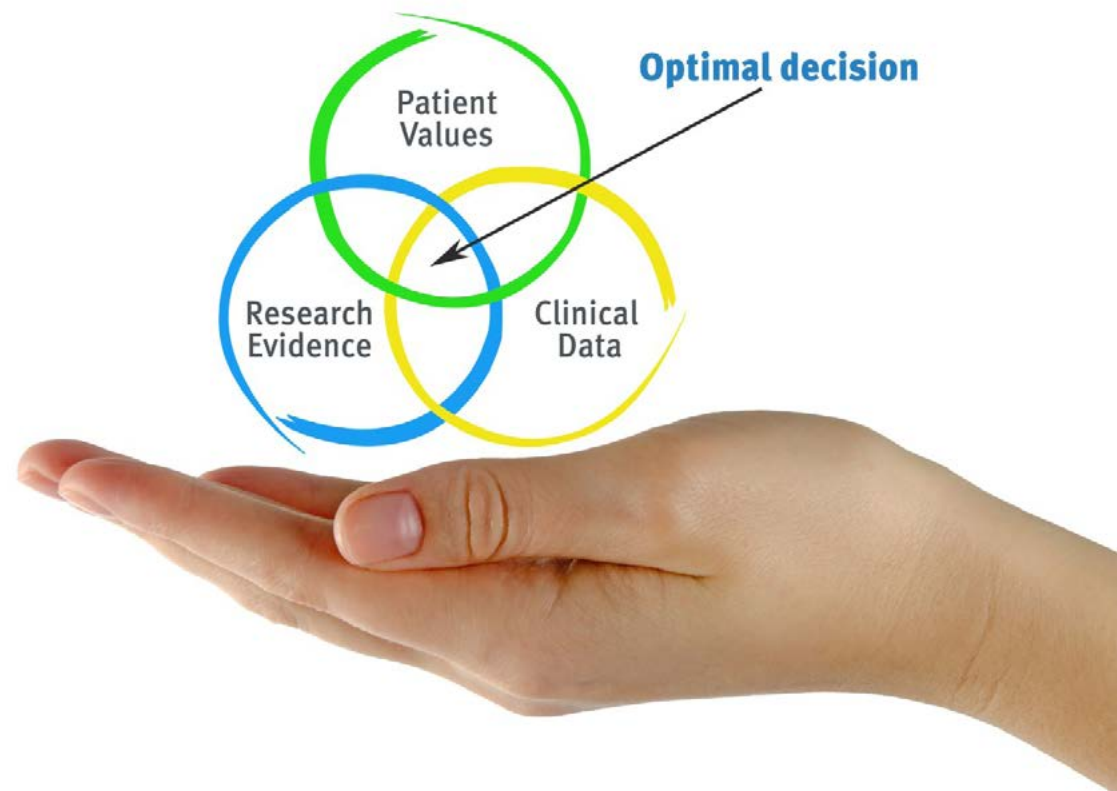 Optimal decision
Patient
Values
Research
Evidence
Clinical
Data